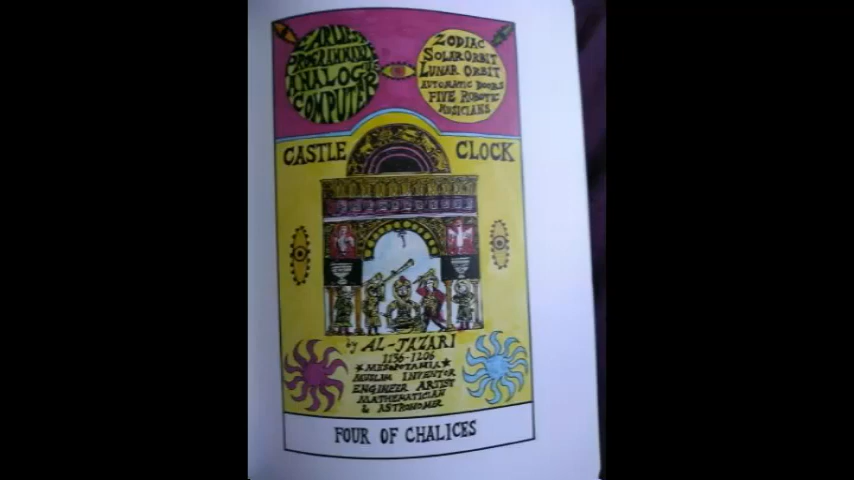 EARLIEST
PROGRAMMABLE
ANALOGUE
COMPUTER
ZODIAC
SOLAR ORBIT
LUNAR ORBIT
AUTOMATIC DOORS
FIVE ROBOTIC
MUSICIANS
CASTLE CLOCK
by AL-JAZARI
1136-1206
★MESOPOTAMIA★
MUSLIM INVENTOR
ENGINEER ARTIST
MATHEMATICIAN
& ASTRONOMER
FOUR OF CHALICES